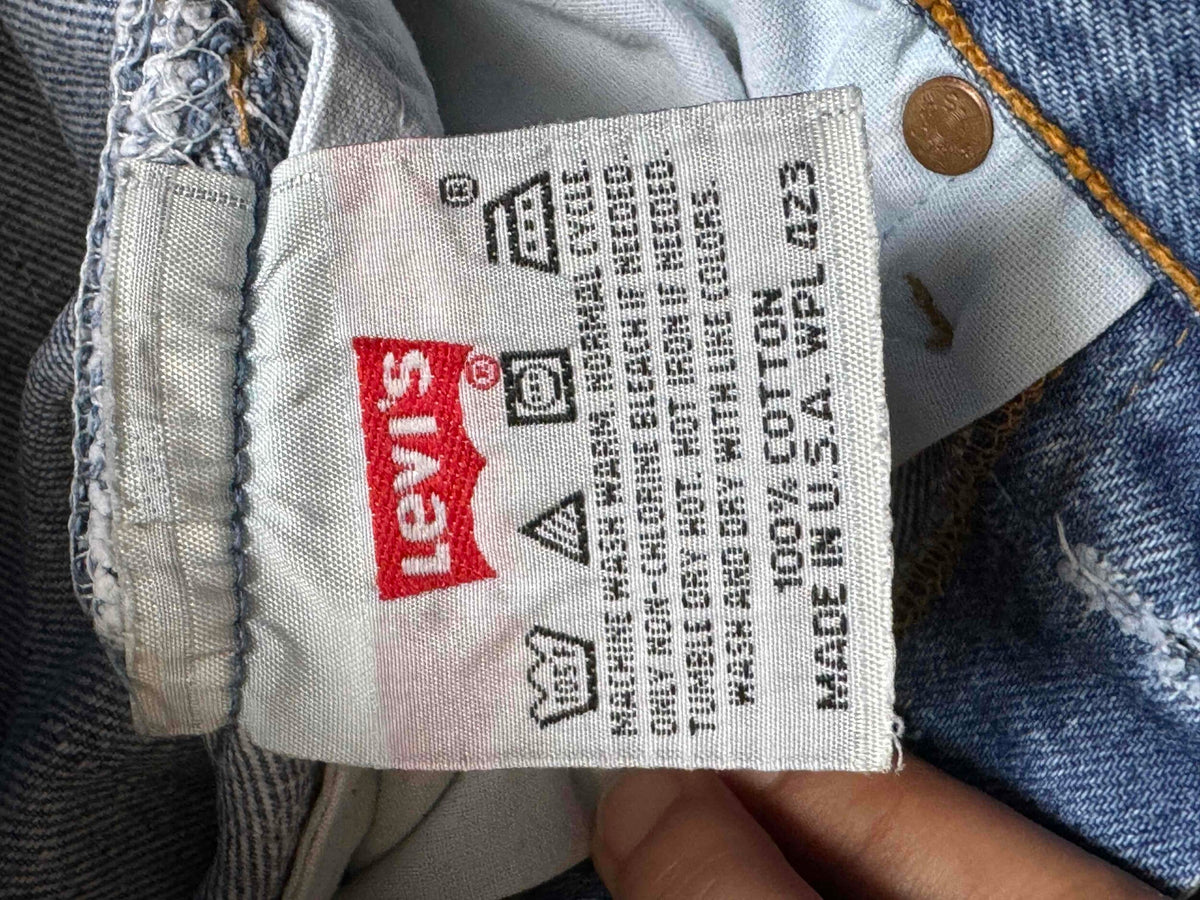 Levi's®
MACHINE WASH WARM. NORMAL CYCLE.
ONLY NON-CHLORINE BLEACH IF NEEDED.
TUMBLE DRY HOT. HOT IRON IF NEEDED.
WASH AND DRY WITH LIKE COLORS.
100% COTTON
MADE IN U.S.A. WPL 423